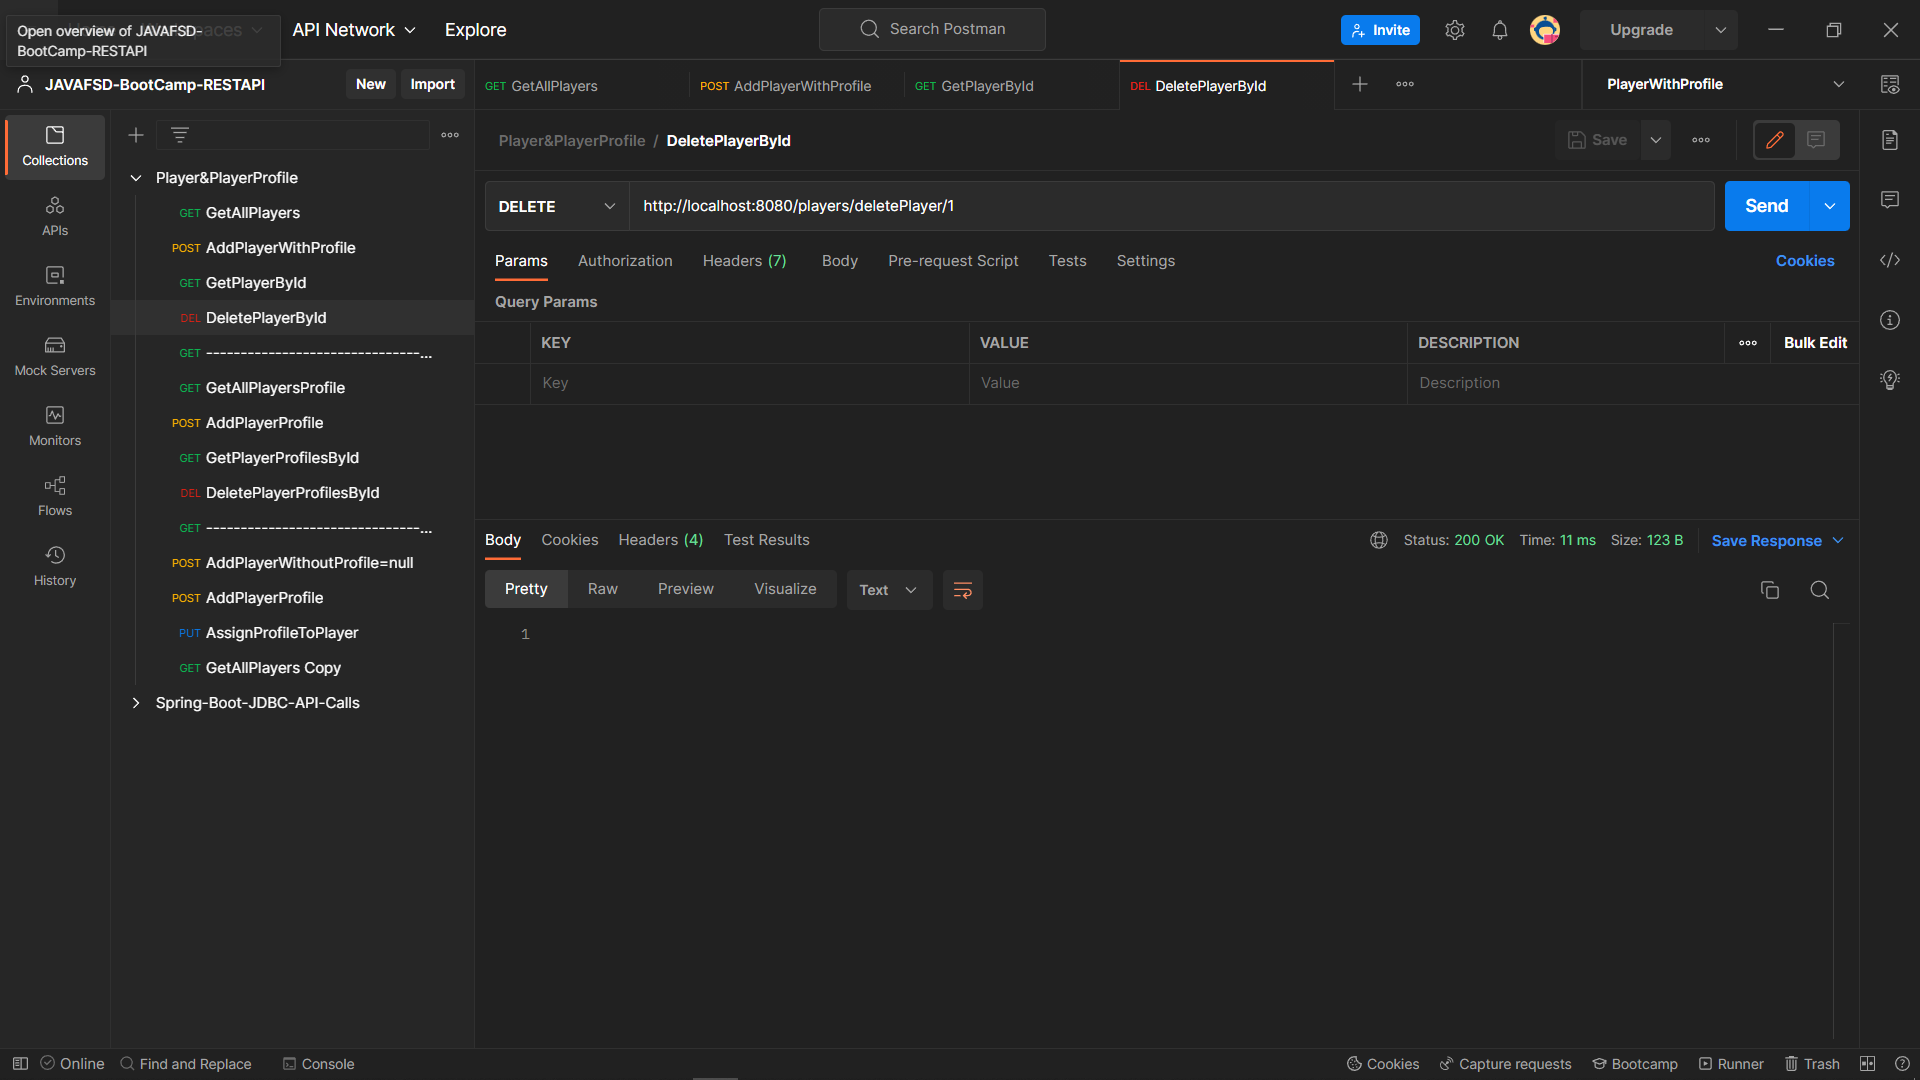 Open overview of JAVAFSD-
BootCamp-RESTAPI
API Network
Explore
Search Postman
Invite
Upgrade
JAVAFSD-BootCamp-RESTAPI
New
Import
GET GetAllPlayers
POST AddPlayerWithProfile
GET GetPlayerById
DEL DeletePlayerById
PlayerWithProfile
Collections
APIs
Environments
Mock Servers
Monitors
Flows
History
Player&PlayerProfile
GET GetAllPlayers
POST AddPlayerWithProfile
GET GetPlayerById
DEL DeletePlayerById
GET -------------------------------...
GET GetAllPlayersProfile
POST AddPlayerProfile
GET GetPlayerProfilesById
DEL DeletePlayerProfilesById
GET -------------------------------...
POST AddPlayerWithoutProfile=null
POST AddPlayerProfile
PUT AssignProfileToPlayer
GET GetAllPlayers Copy
Spring-Boot-JDBC-API-Calls
Player&PlayerProfile / DeletePlayerById
Save
DELETE
http://localhost:8080/players/deletePlayer/1
Send
Params
Authorization
Headers (7)
Body
Pre-request Script
Tests
Settings
Cookies
Query Params
KEY
VALUE
DESCRIPTION
Bulk Edit
Key
Value
Description
Body
Cookies
Headers (4)
Test Results
Status: 200 OK
Time: 11 ms
Size: 123 B
Save Response
Pretty
Raw
Preview
Visualize
Text
1
Online
Find and Replace
Console
Cookies
Capture requests
Bootcamp
Runner
Trash